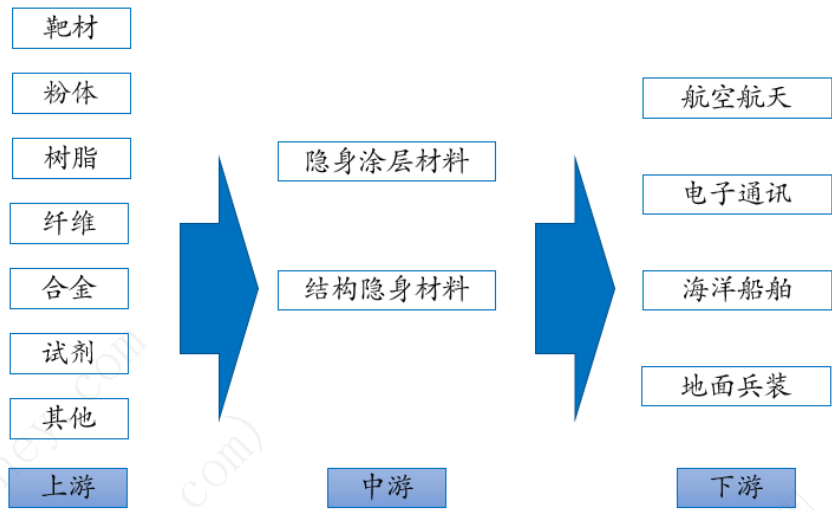 靶材
粉体
树脂
纤维
合金
试剂
其他
上游
隐身涂层材料
结构隐身材料
中游
航空航天
电子通讯
海洋船舶
地面兵装
下游
com)